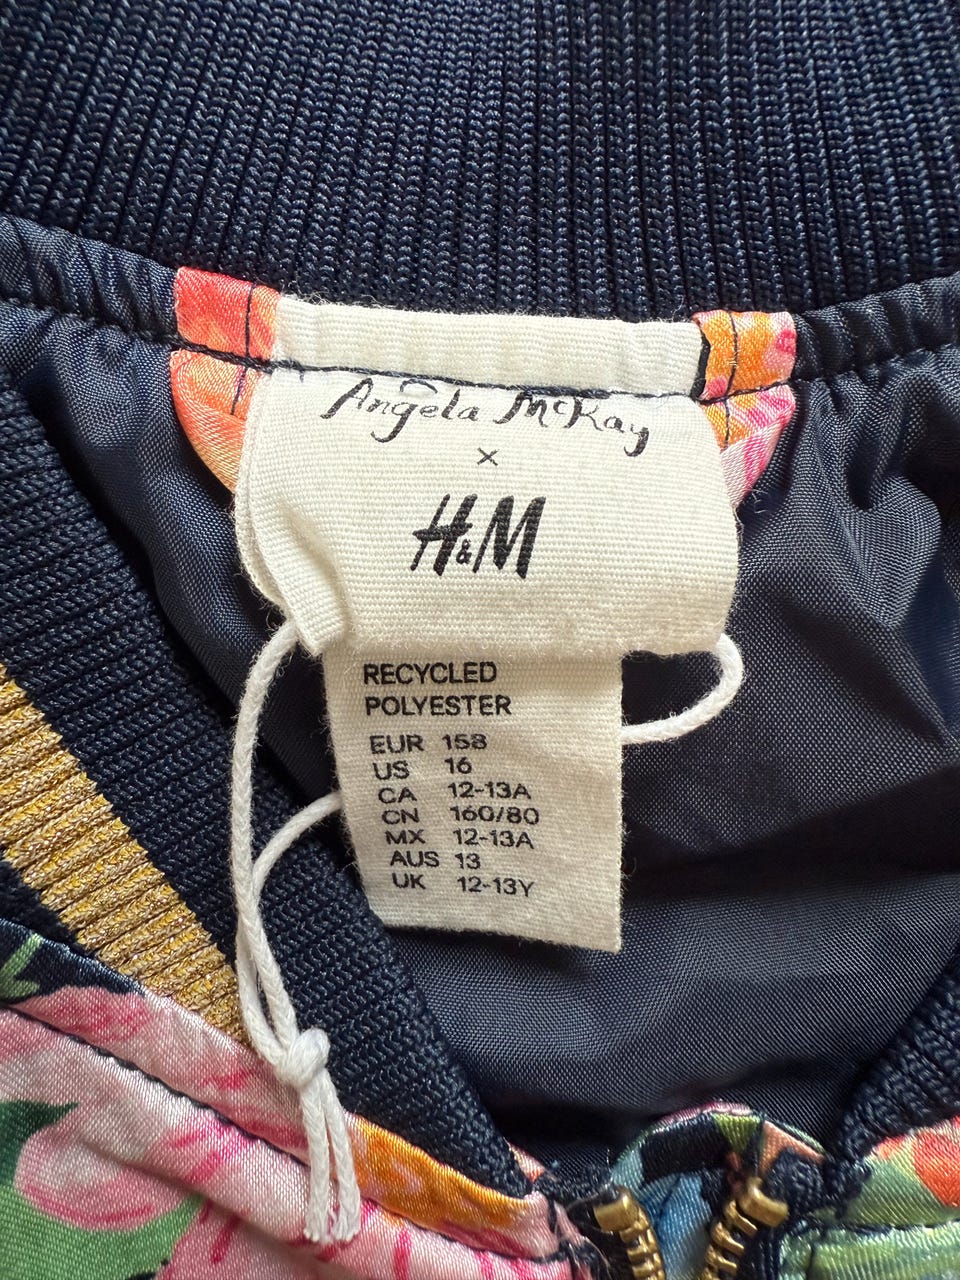 Angela McKay
x
H&M
RECYCLED
POLYESTER
EUR 158
US 16
CA 12-13A
CN 160/80
MX 12-13A
AUS 13
UK 12-13Y